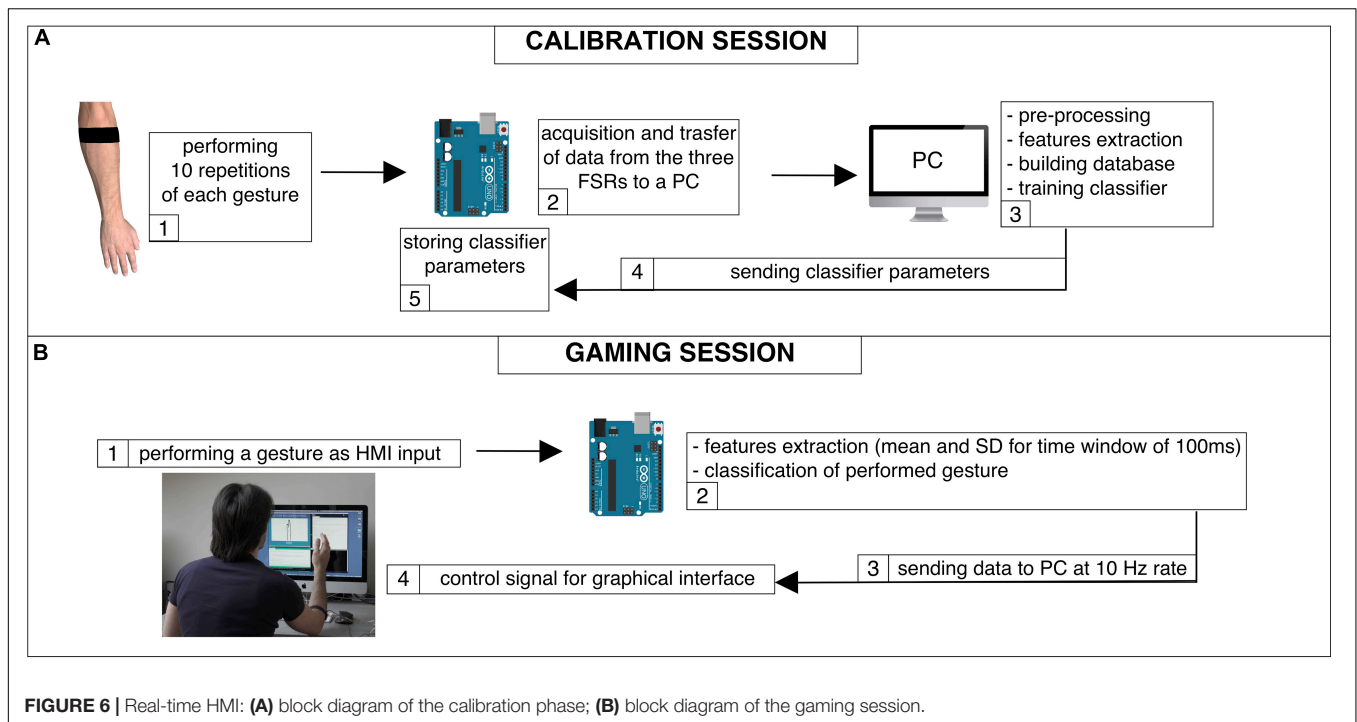 A
CALIBRATION SESSION
performing
10 repetitions
of each gesture
1
acquisition and trasfer
of data from the three
FSRs to a PC
2
PC
- pre-processing
- features extraction
- building database
- training classifier
3
4 sending classifier parameters
storing classifier
parameters
5
B
GAMING SESSION
1 performing a gesture as HMI input
- features extraction (mean and SD for time window of 100ms)
- classification of performed gesture
2
3 sending data to PC at 10 Hz rate
4 control signal for graphical interface
FIGURE 6 | Real-time HMI: (A) block diagram of the calibration phase; (B) block diagram of the gaming session.